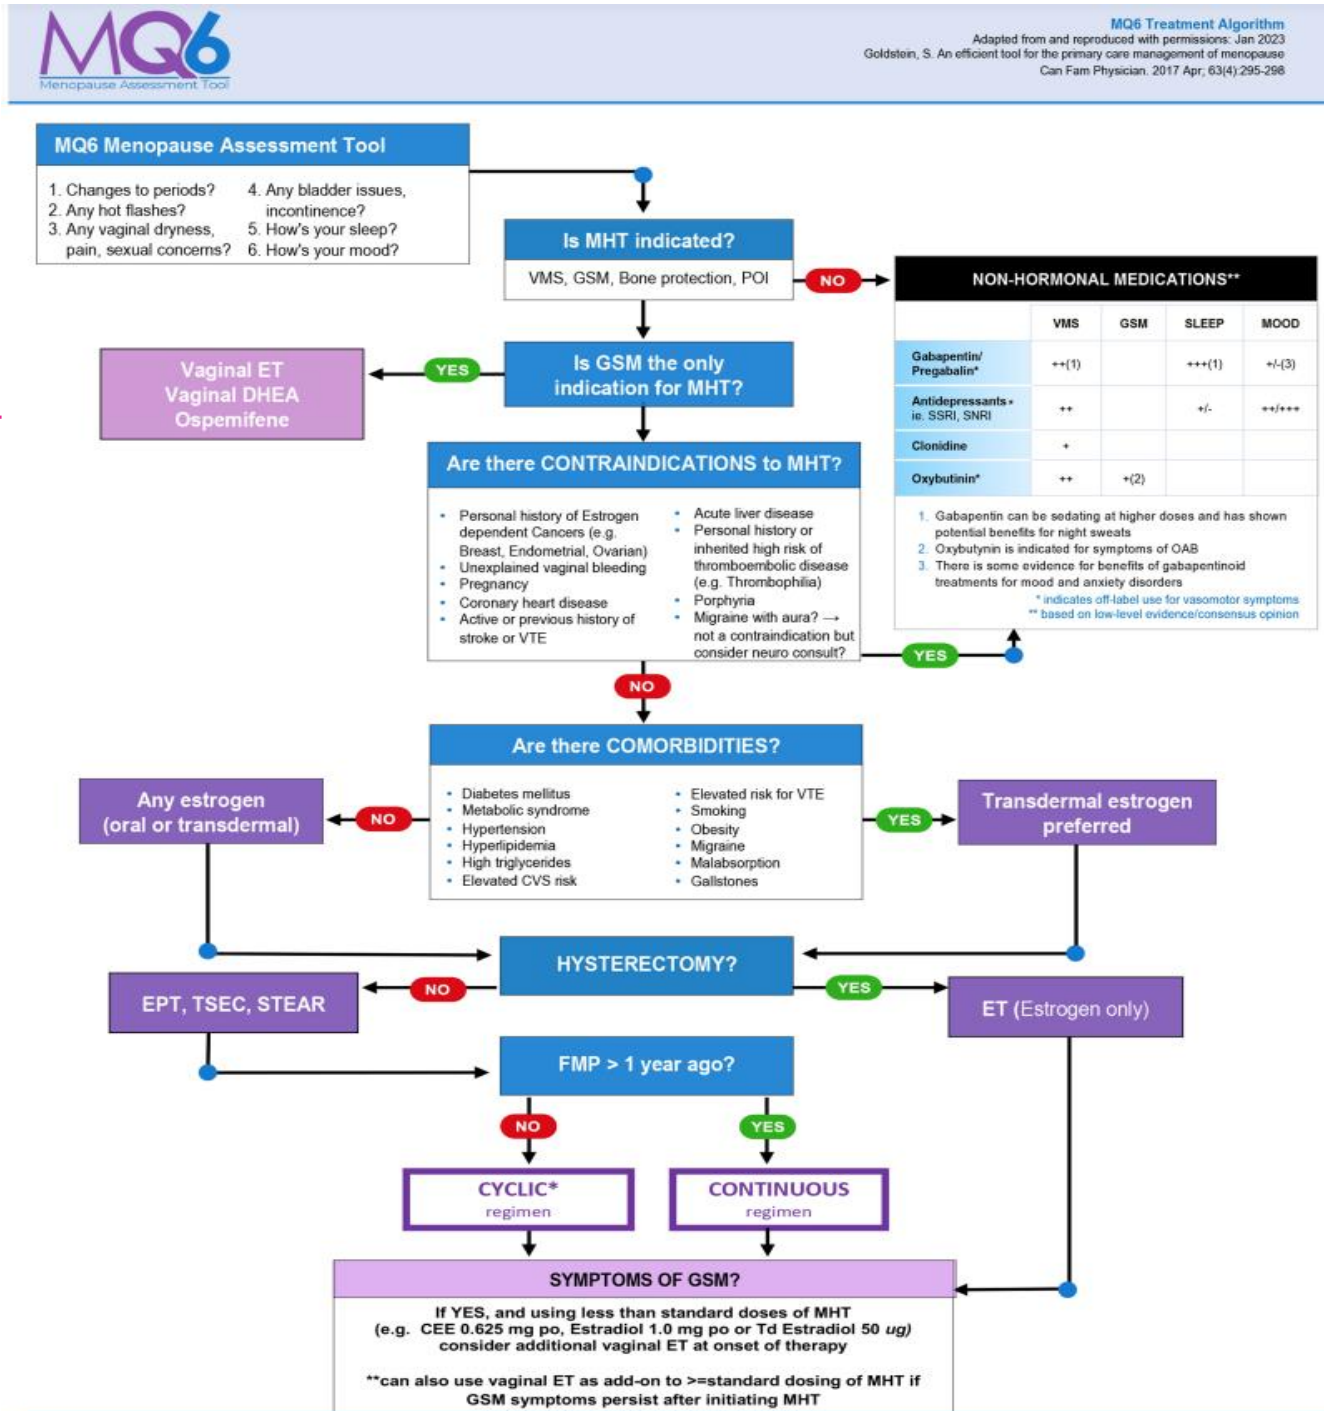 MQ6
Menopause Assessment Tool
MQ6 Treatment Algorithm
Adapted from and reproduced with permissions: Jan 2023
Goldstein, S. An efficient tool for the primary care management of menopause
Can Fam Physician. 2017 Apr; 63(4):295-298
MQ6 Menopause Assessment Tool
1. Changes to periods?
2. Any hot flashes?
3. Any vaginal dryness,
pain, sexual concerns?
4. Any bladder issues,
incontinence?
5. How's your sleep?
6. How's your mood?
Is MHT indicated?
VMS, GSM, Bone protection, POI
NO
NON-HORMONAL MEDICATIONS**
VMS GSM SLEEP MOOD
Gabapentin/
Pregabalin* ++(1) +++(1) +/-(3)
Antidepressants*
ie. SSRI, SNRI ++ +/- ++/+++
Clonidine +
Oxybutinin* ++ +(2)
1. Gabapentin can be sedating at higher doses and has shown
potential benefits for night sweats
2. Oxybutynin is indicated for symptoms of OAB
3. There is some evidence for benefits of gabapentinoid
treatments for mood and anxiety disorders
* indicates off-label use for vasomotor symptoms
** based on low-level evidence/consensus opinion
Is GSM the only
indication for MHT?
YES
Vaginal ET
Vaginal DHEA
Ospemifene
Are there CONTRAINDICATIONS to MHT?
• Personal history of Estrogen
dependent Cancers (e.g.
Breast, Endometrial, Ovarian)
• Unexplained vaginal bleeding
• Pregnancy
• Coronary heart disease
• Active or previous history of
stroke or VTE
• Acute liver disease
• Personal history or
inherited high risk of
thromboembolic disease
(e.g. Thrombophilia)
• Porphyria
• Migraine with aura? →
not a contraindication but
consider neuro consult?
YES
NO
Are there COMORBIDITIES?
• Diabetes mellitus
• Metabolic syndrome
• Hypertension
• Hyperlipidemia
• High triglycerides
• Elevated CVS risk
• Elevated risk for VTE
• Smoking
• Obesity
• Migraine
• Malabsorption
• Gallstones
NO
Any estrogen
(oral or transdermal)
YES
Transdermal estrogen
preferred
HYSTERECTOMY?
NO
EPT, TSEC, STEAR
YES
ET (Estrogen only)
FMP > 1 year ago?
NO
YES
CYCLIC*
regimen
CONTINUOUS
regimen
SYMPTOMS OF GSM?
If YES, and using less than standard doses of MHT
(e.g. CEE 0.625 mg po, Estradiol 1.0 mg po or Td Estradiol 50 ug)
consider additional vaginal ET at onset of therapy
**can also use vaginal ET as add-on to >=standard dosing of MHT if
GSM symptoms persist after initiating MHT